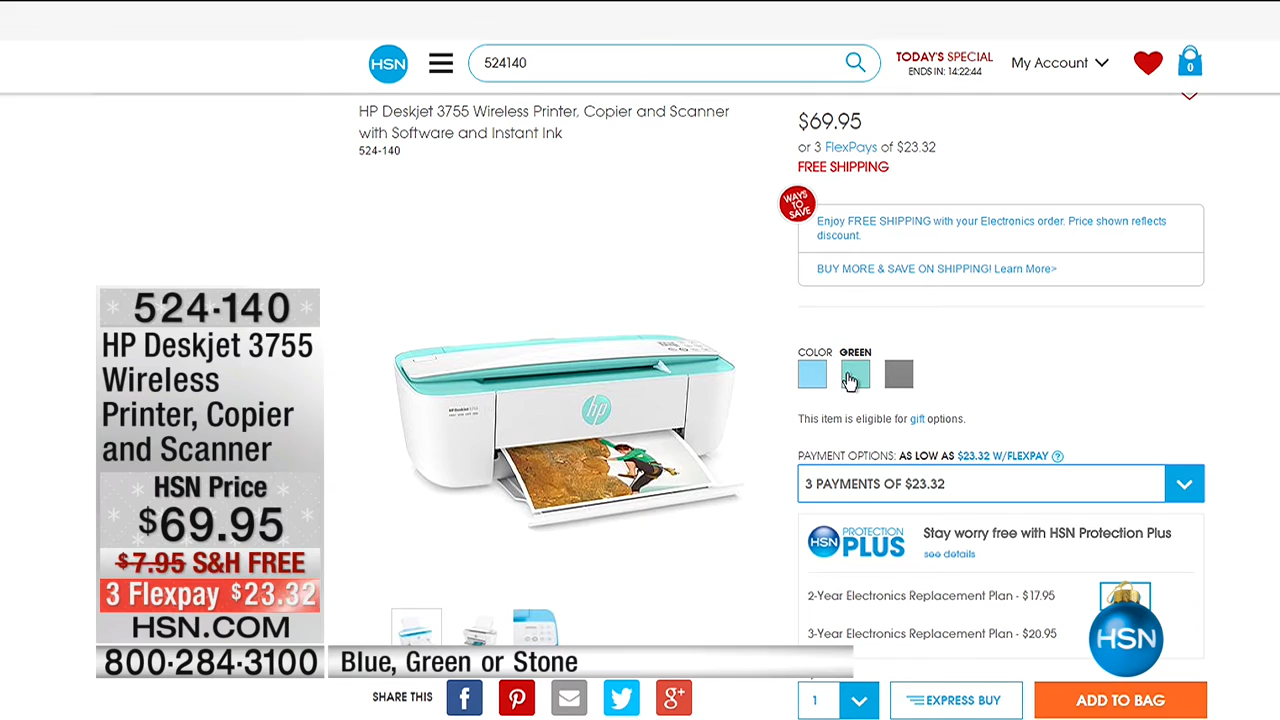 HSN
524140
TODAY'S SPECIAL
ENDS IN: 14:22:44
My Account
0
HP Deskjet 3755 Wireless Printer, Copier and Scanner
with Software and Instant Ink
524-140
$69.95
or 3 FlexPays of $23.32
FREE SHIPPING
WAYS
TO
SAVE
Enjoy FREE SHIPPING with your Electronics order. Price shown reflects
discount.
BUY MORE & SAVE ON SHIPPING! Learn More>
COLOR GREEN
This item is eligible for gift options.
PAYMENT OPTIONS: AS LOW AS $23.32 W/FLEXPAY ?
3 PAYMENTS OF $23.32
HSN
PROTECTION
PLUS
Stay worry free with HSN Protection Plus
see details
2-Year Electronics Replacement Plan - $17.95
3-Year Electronics Replacement Plan - $20.95
HSN
1
EXPRESS BUY
ADD TO BAG
hp
524-140
HP Deskjet 3755
Wireless
Printer, Copier
and Scanner
HSN Price
$69.95
$7.95 S&H FREE
3 Flexpay $23.32
HSN.COM
800-284-3100
Blue, Green or Stone
SHARE THIS
f
g+